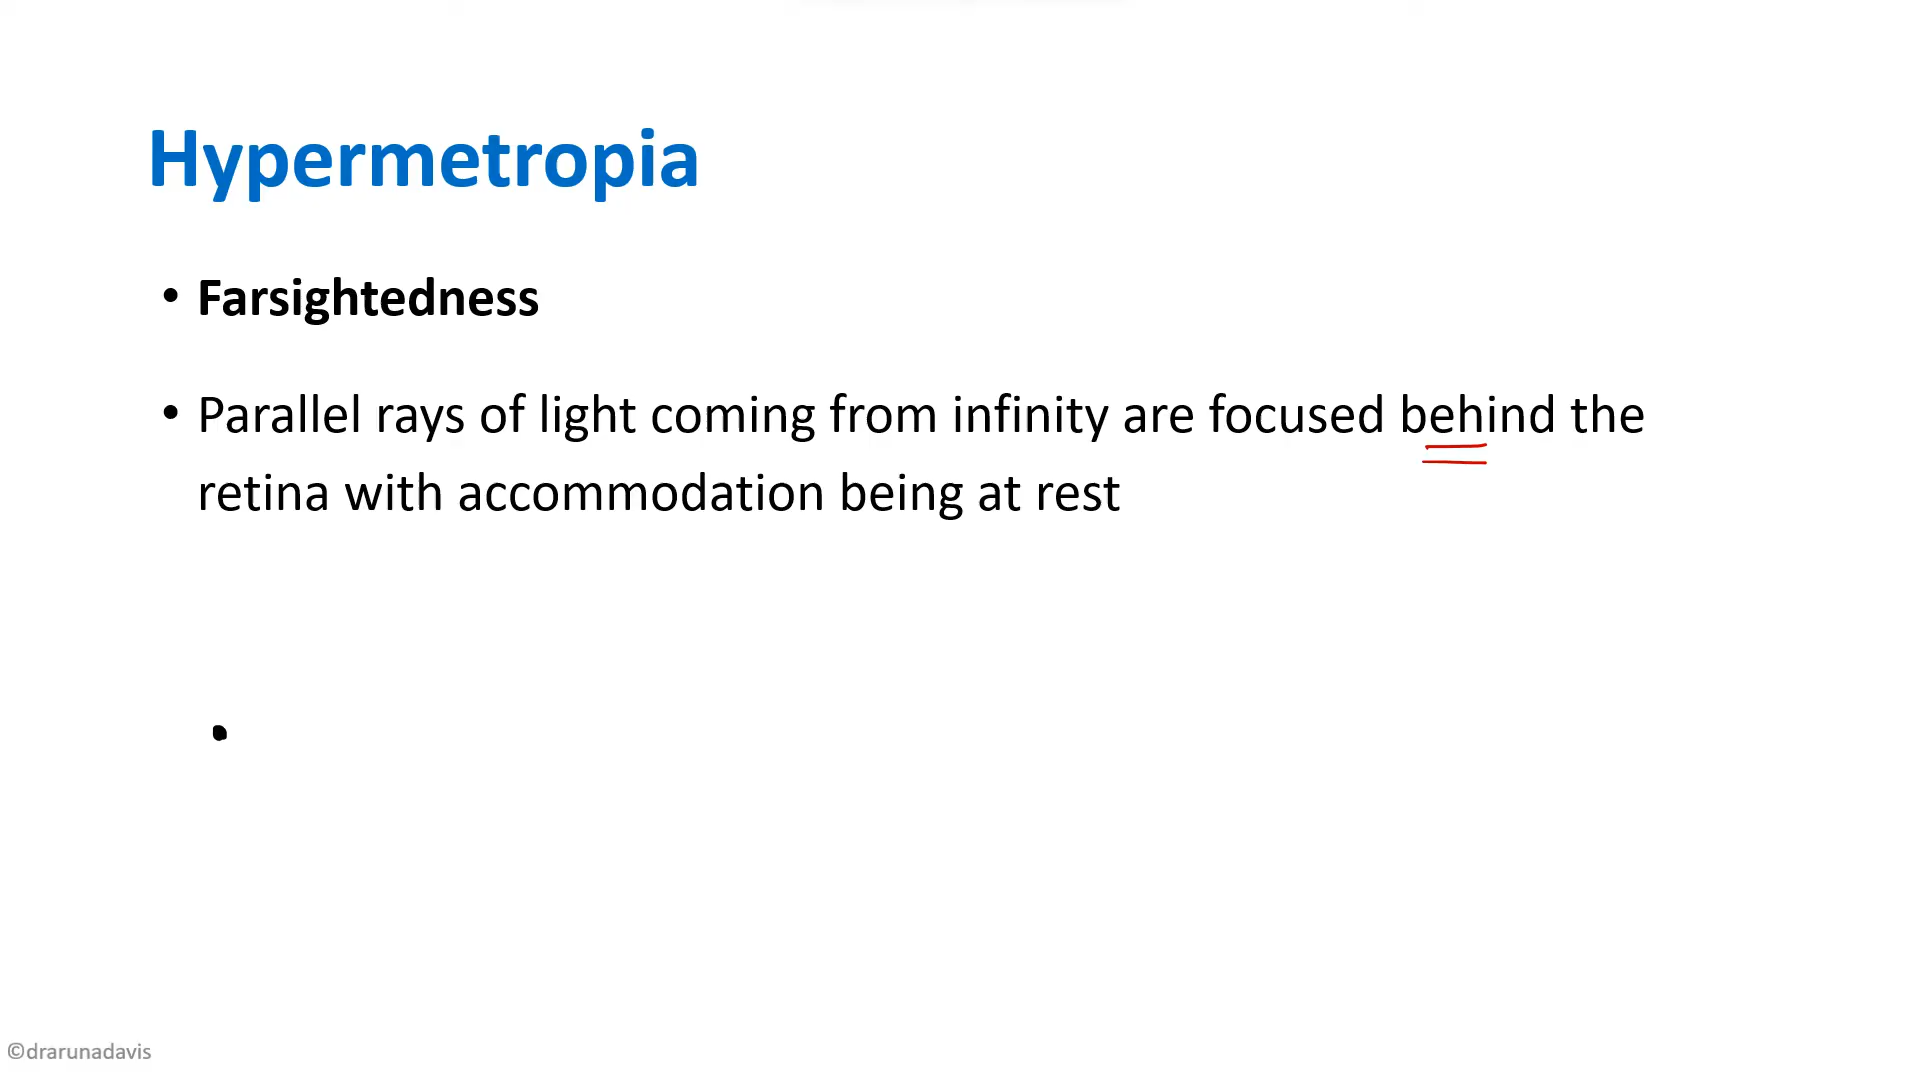 Hypermetropia
• Farsightedness
• Parallel rays of light coming from infinity are focused behind the
retina with accommodation being at rest
©drarunadavis